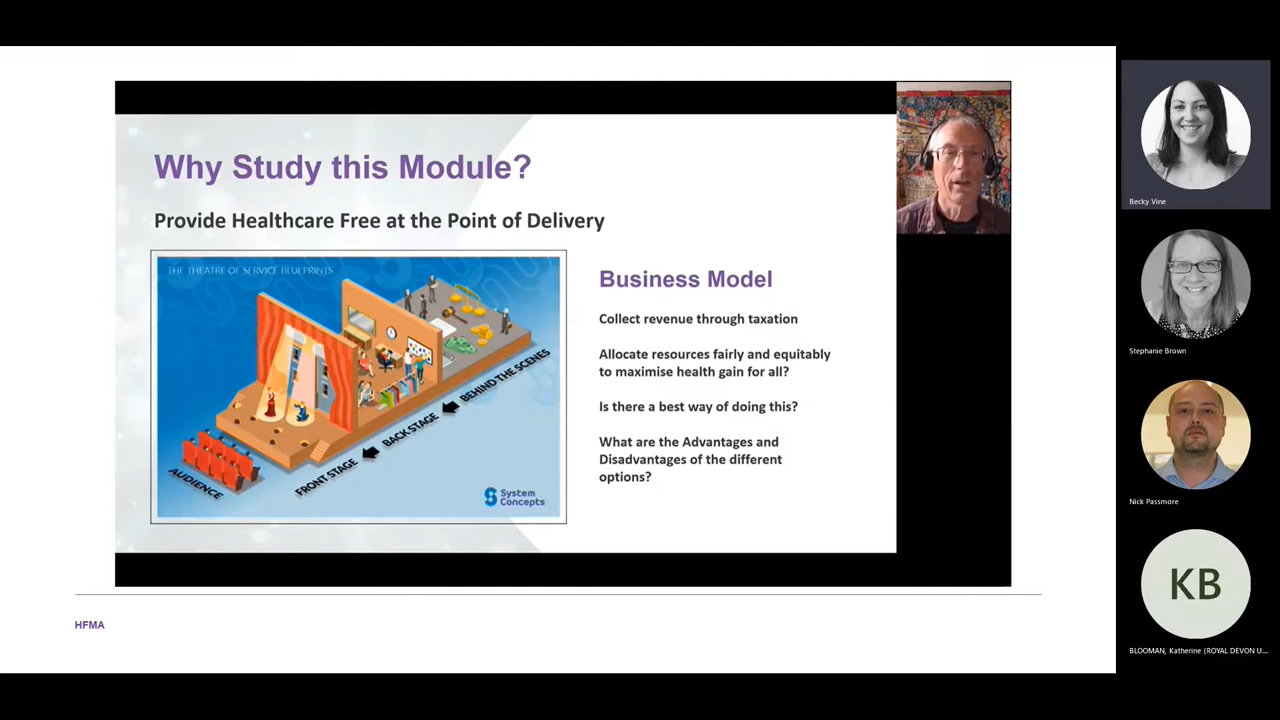 Why Study this Module?
Provide Healthcare Free at the Point of Delivery
THE THEATRE OF SERVICE BLUEPRINTS
AUDIENCE
FRONT STAGE
BACK STAGE
BEHIND THE SCENES
System
Concepts
Business Model
Collect revenue through taxation
Allocate resources fairly and equitably
to maximise health gain for all?
Is there a best way of doing this?
What are the Advantages and
Disadvantages of the different
options?
HFMA
Becky Vine
Stephanie Brown
Nick Passmore
KB
BLOOMAN, Katherine (ROYAL DEVON U...